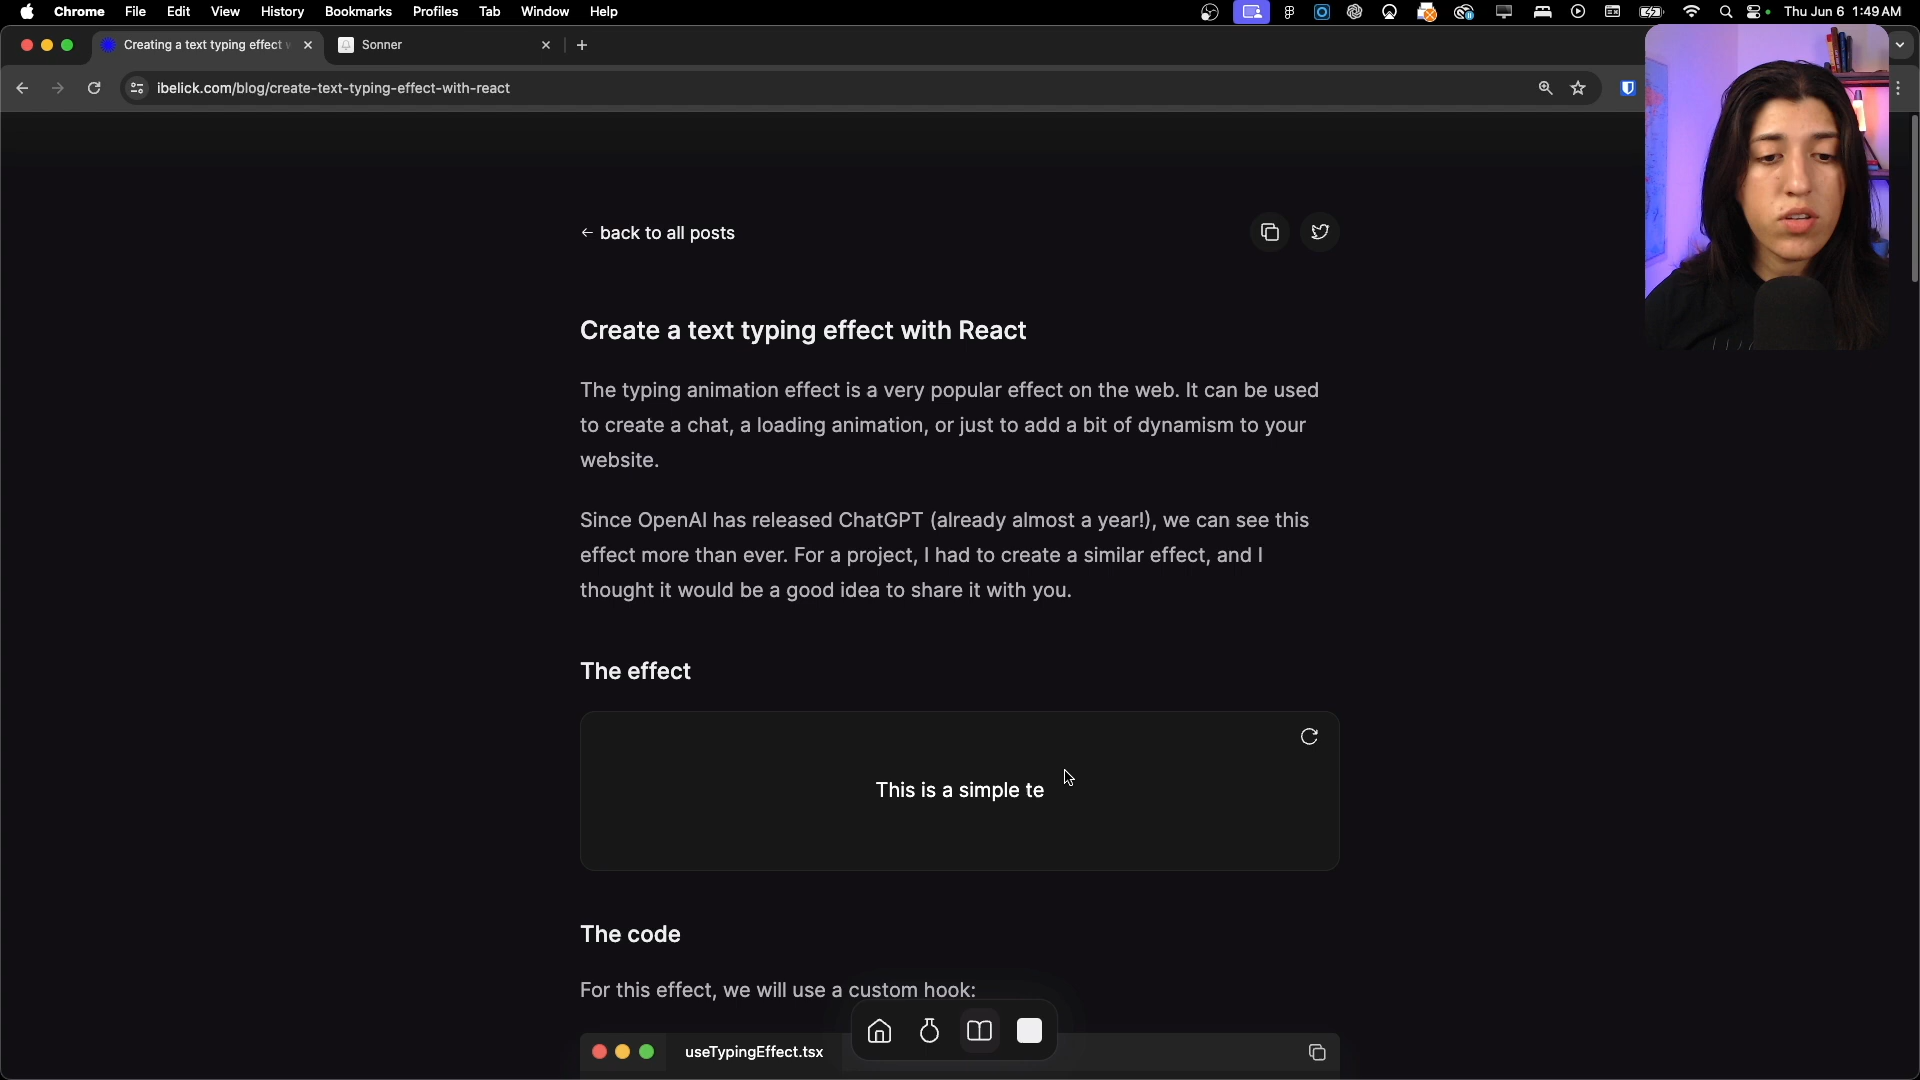 Chrome File Edit View History Bookmarks Profiles Tab Window Help Thu Jun 6 1:49 AM
Creating a text typing effect Sonner
ibelick.com/blog/create-text-typing-effect-with-react
← back to all posts
Create a text typing effect with React
The typing animation effect is a very popular effect on the web. It can be used
to create a chat, a loading animation, or just to add a bit of dynamism to your
website.
Since OpenAI has released ChatGPT (already almost a year!), we can see this
effect more than ever. For a project, I had to create a similar effect, and I
thought it would be a good idea to share it with you.
The effect
This is a simple te
The code
For this effect, we will use a custom hook:
useTypingEffect.tsx